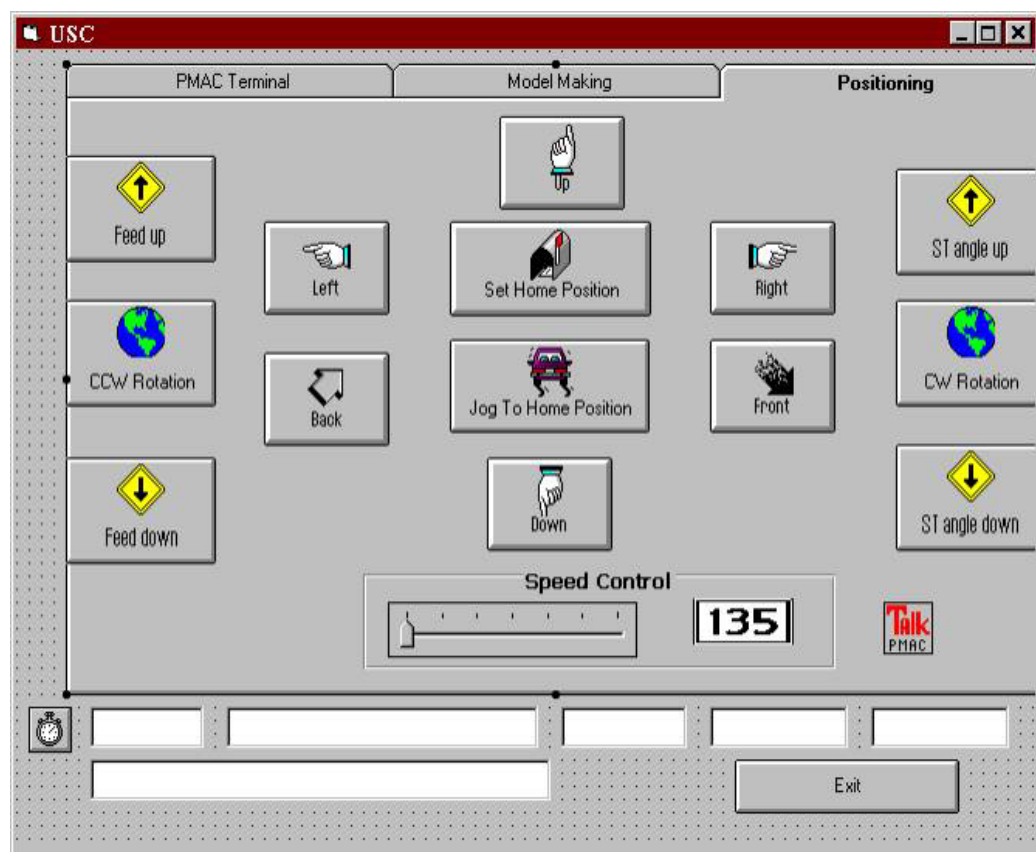 USC
PMAC Terminal
Model Making
Positioning
Up
Feed up
Left
Set Home Position
Right
ST angle up
CCW Rotation
Back
Jog To Home Position
Front
CW Rotation
Feed down
Down
ST angle down
Speed Control
135
Talk
PMAC
Exit